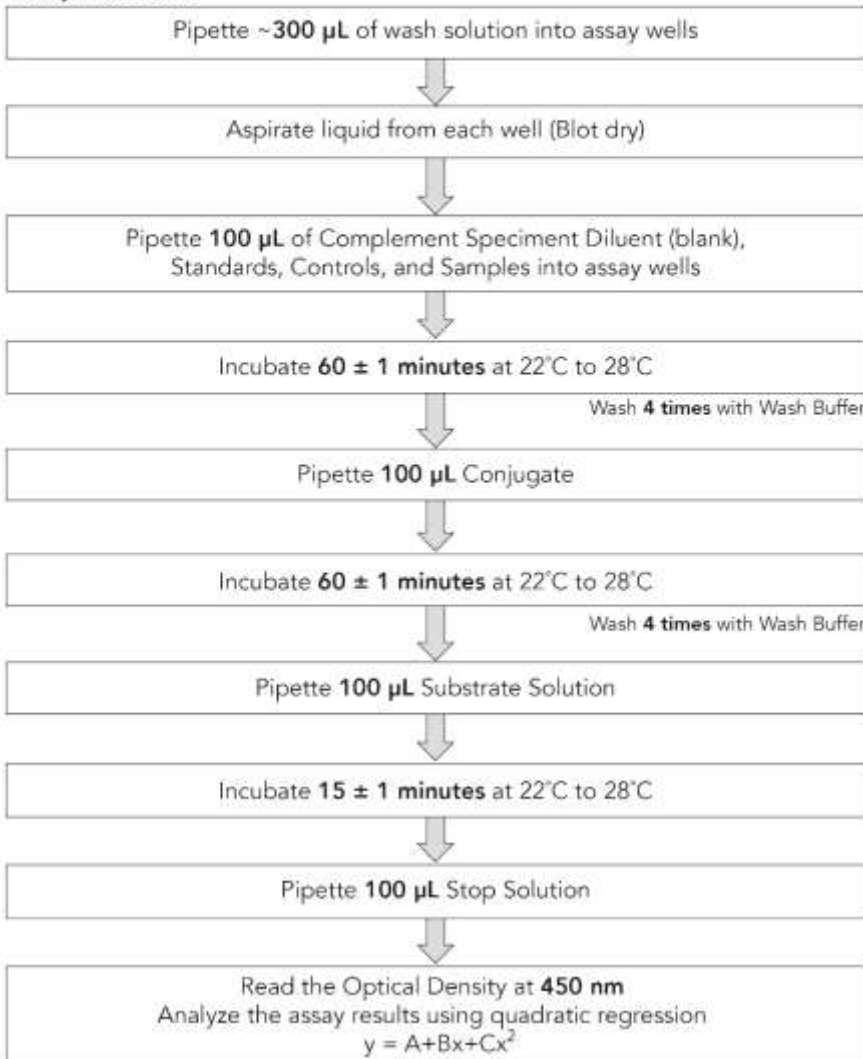 Pipette ~300 µL of wash solution into assay wells
Aspirate liquid from each well (Blot dry)
Pipette 100 µL of Complement Speciment Diluent (blank),
Standards, Controls, and Samples into assay wells
Incubate 60 ± 1 minutes at 22°C to 28°C
Wash 4 times with Wash Buffer
Pipette 100 µL Conjugate
Incubate 60 ± 1 minutes at 22°C to 28°C
Wash 4 times with Wash Buffer
Pipette 100 µL Substrate Solution
Incubate 15 ± 1 minutes at 22°C to 28°C
Pipette 100 µL Stop Solution
Read the Optical Density at 450 nm
Analyze the assay results using quadratic regression
y = A+Bx+Cx²